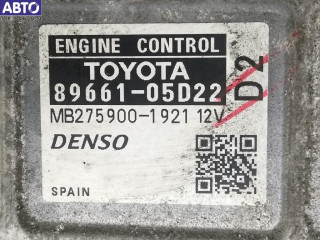 АВТО
ENGINE CONTROL
TOYOTA
89661-05D22
D2
MB275900-1921 12V
DENSO
SPAIN